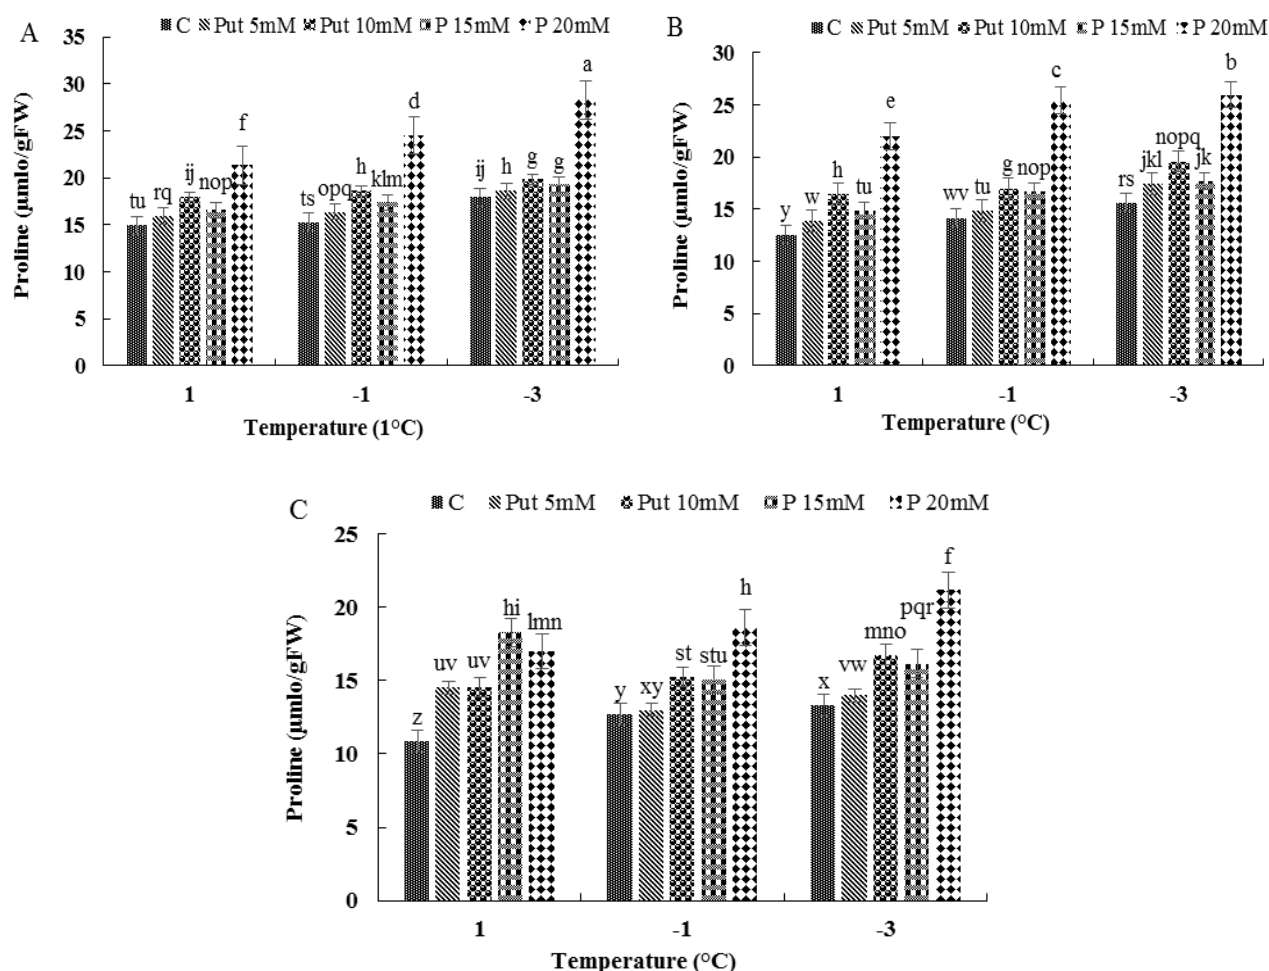 A
C Put 5mM Put 10mM P 15mM P 20mM
Proline (µmlo/gFW)
35
30
25
20
15
10
5
0
tu rq ij nop f
ts opq h klm d
ij h g g a
1 -1 -3
Temperature (1°C)
B
C Put 5mM Put 10mM P 15mM P 20mM
Proline (µmlo/gFW)
30
25
20
15
10
5
0
y w h tu e
wv tu g nop c
rs jkl nopq jk b
1 -1 -3
Temperature (°C)
C
C Put 5mM Put 10mM P 15mM P 20mM
Proline (µmlo/gFW)
25
20
15
10
5
0
z uv uv hi lmn
y xy st stu h
x vw mno pqr f
1 -1 -3
Temperature (°C)